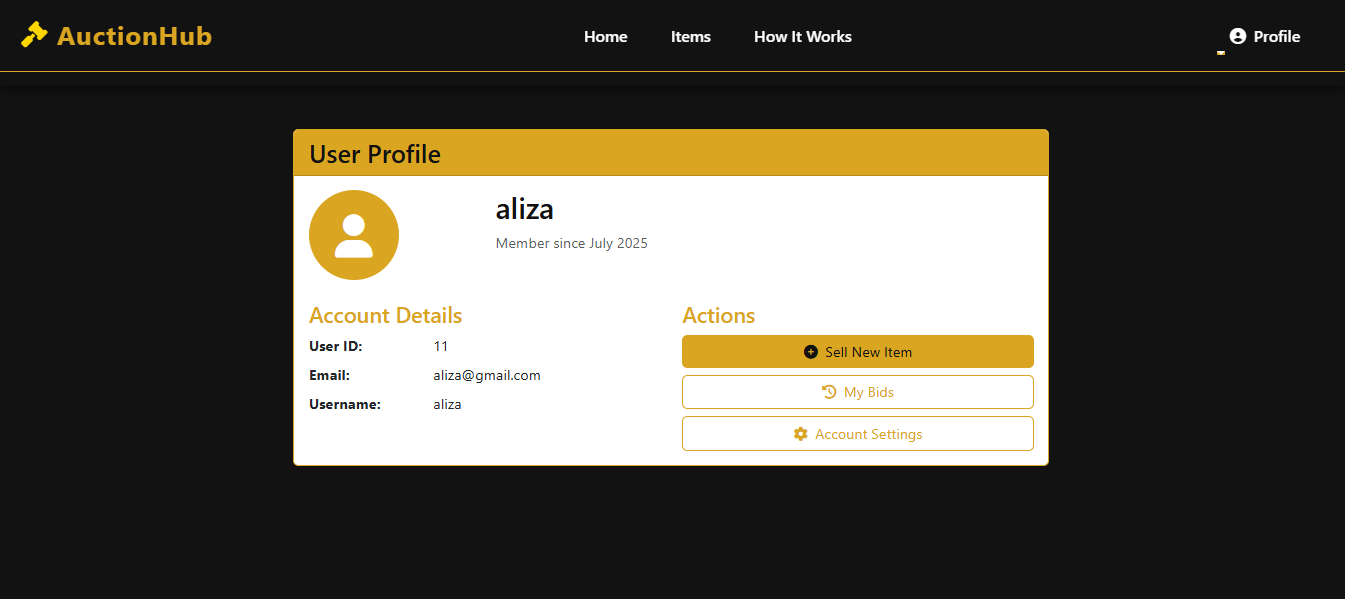 AuctionHub
Home Items How It Works
Profile
User Profile
aliza
Member since July 2025
Account Details
User ID: 11
Email: aliza@gmail.com
Username: aliza
Actions
Sell New Item
My Bids
Account Settings